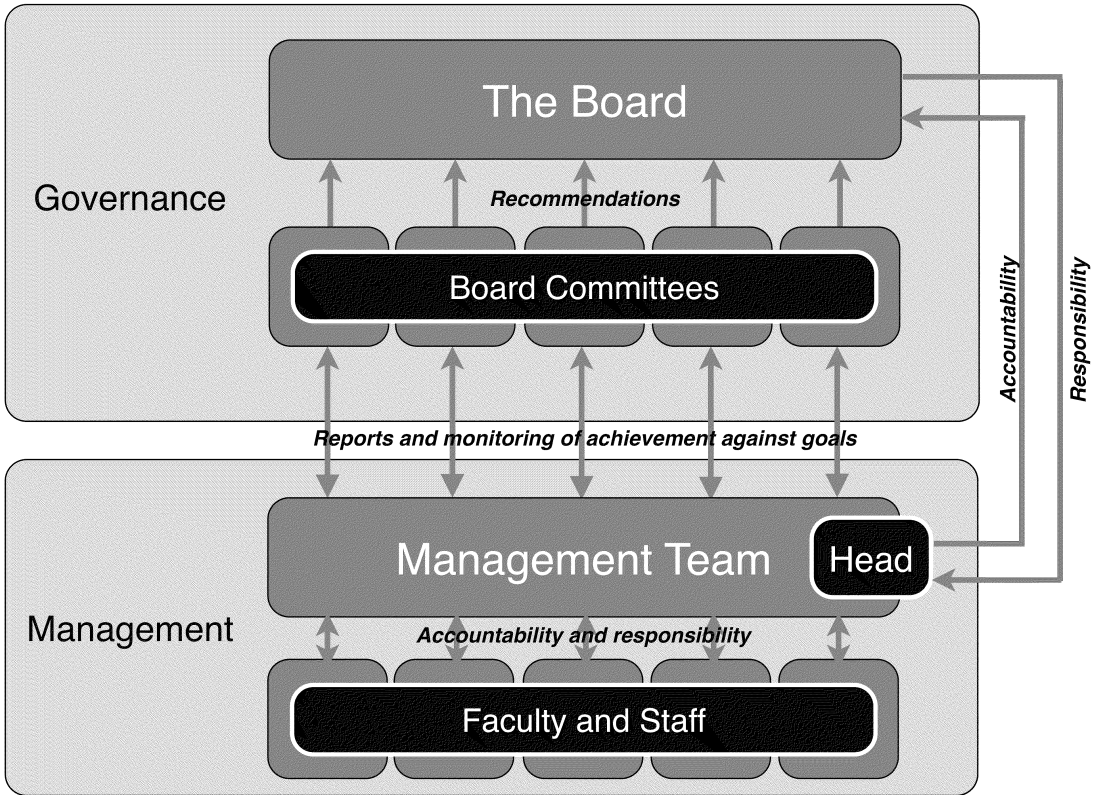 The Board
Governance
Recommendations
Board Committees
Accountability
Responsibility
Reports and monitoring of achievement against goals
Management Team
Head
Management
Accountability and responsibility
Faculty and Staff